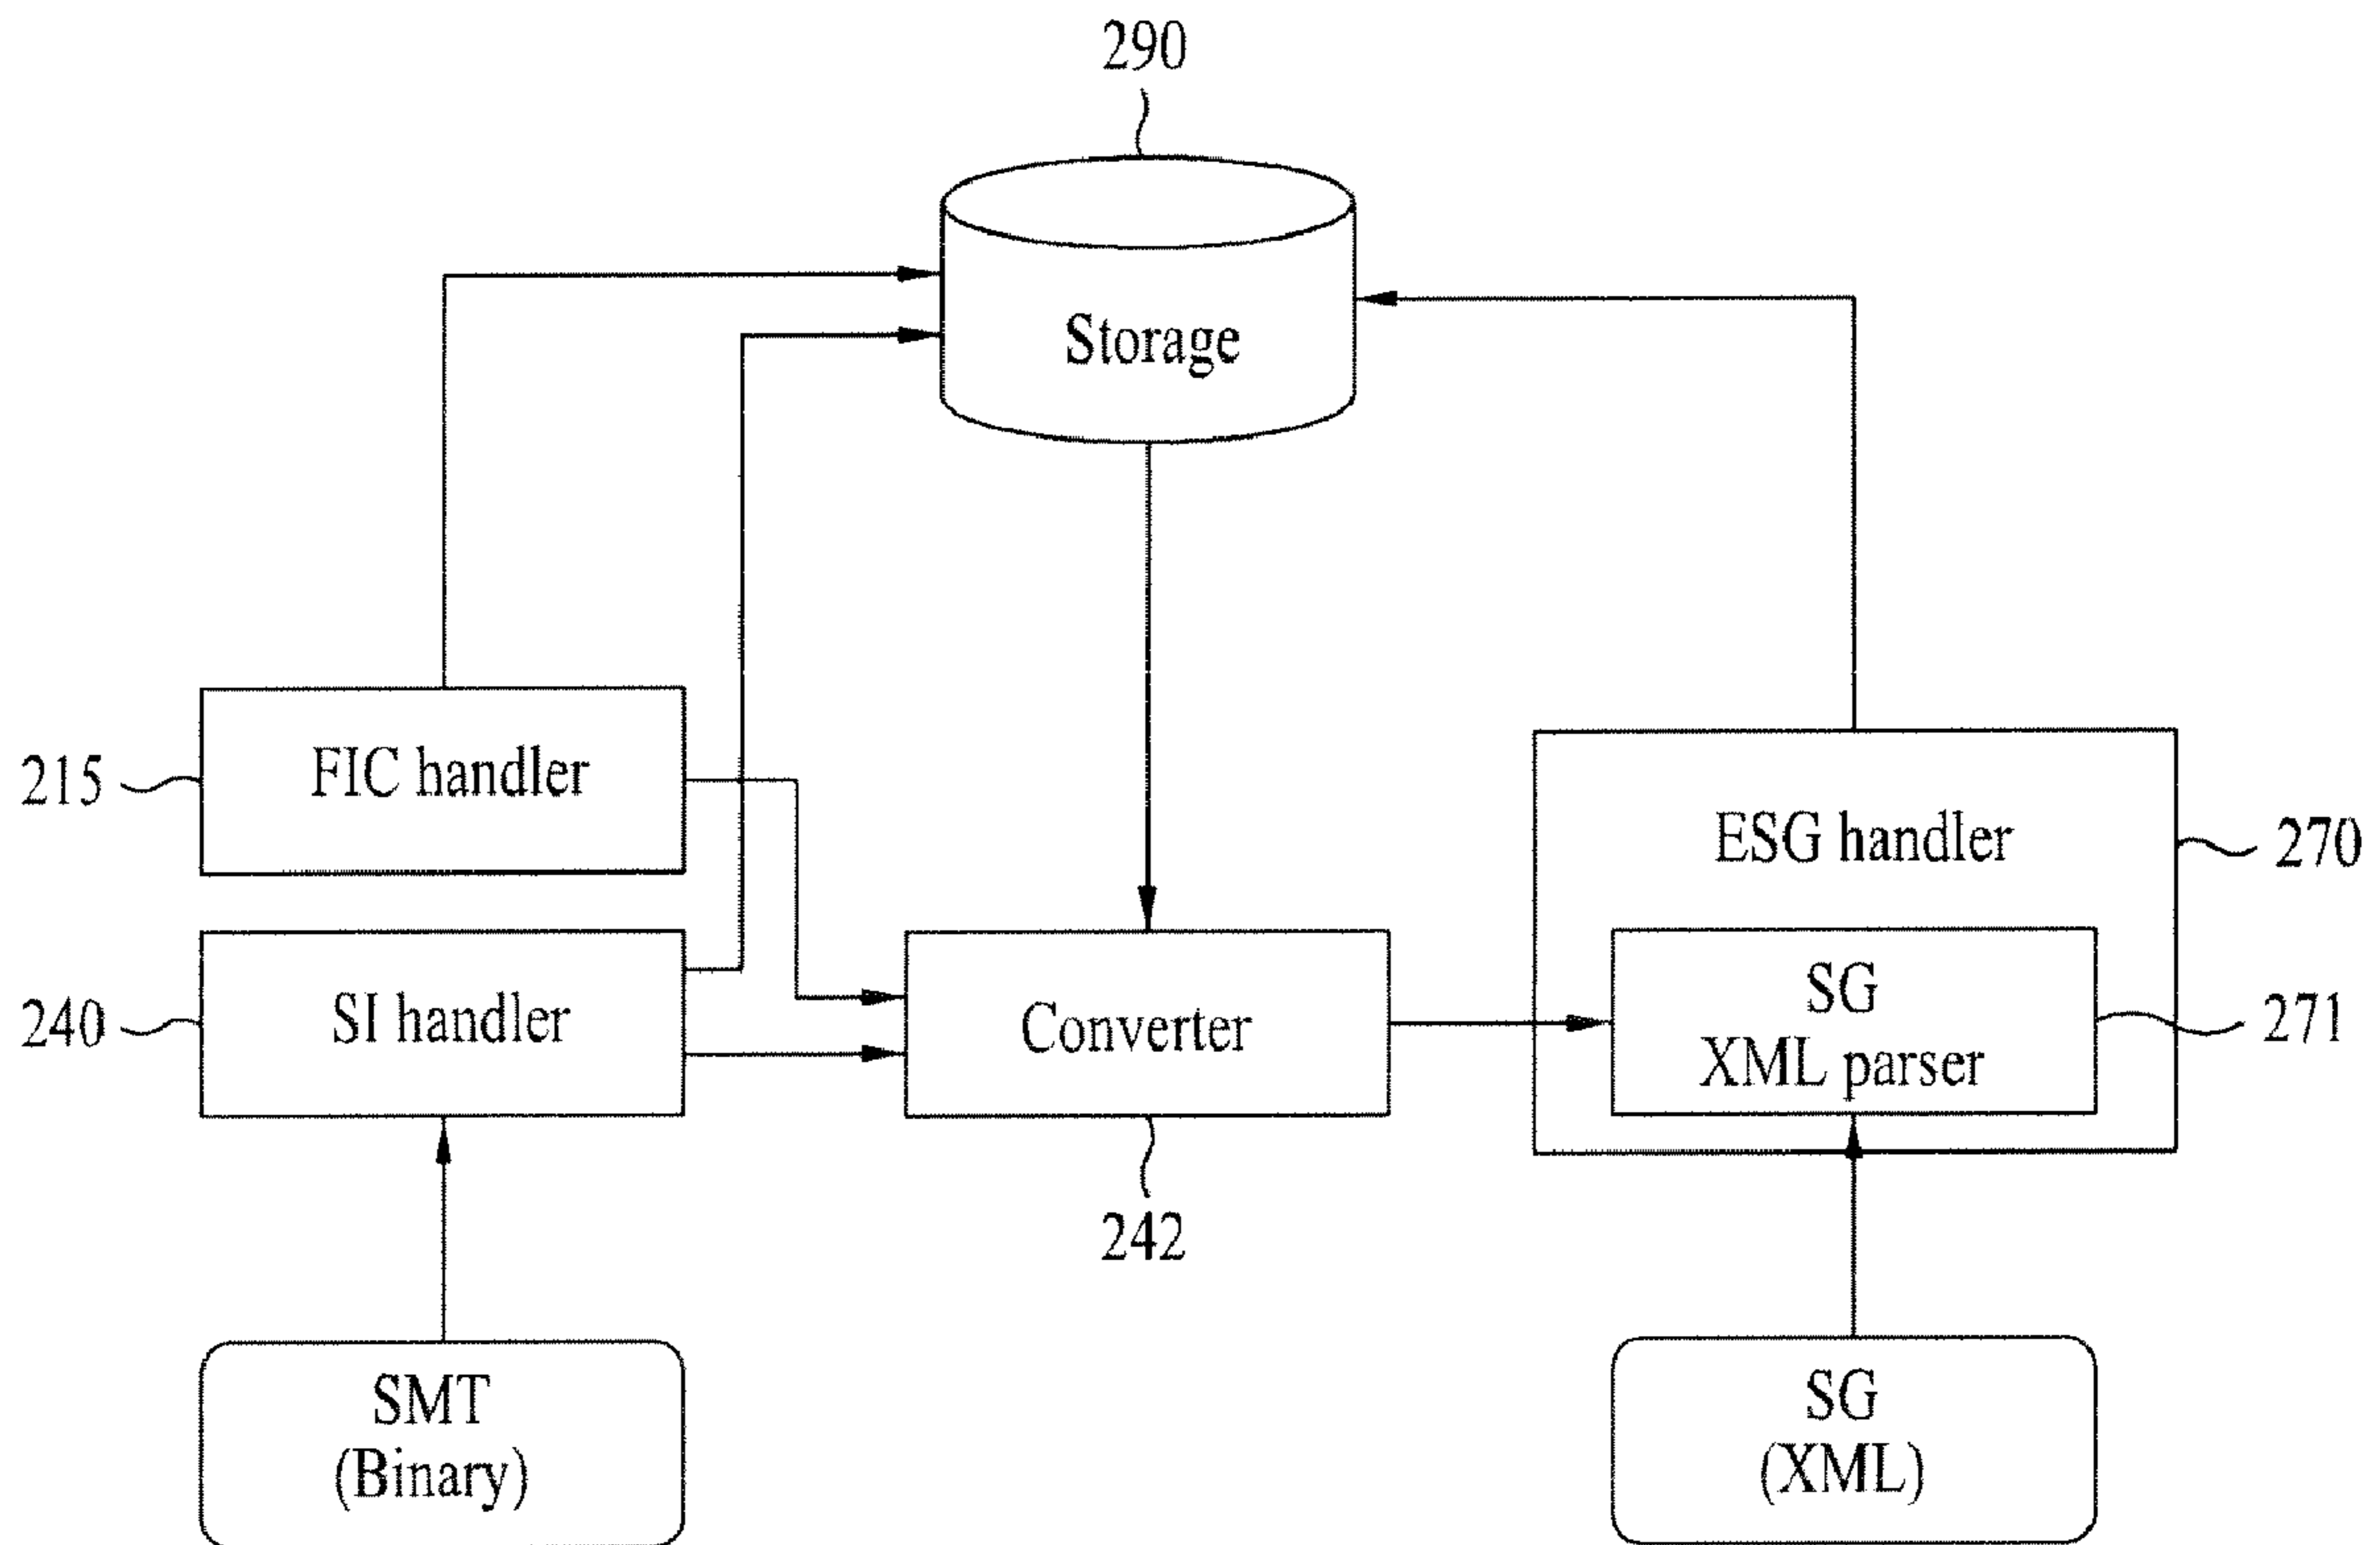 290
Storage
FIC handler
215
ESG handler
270
SI handler
240
Converter
SG
XML parser
271
242
SMT
(Binary)
SG
(XML)